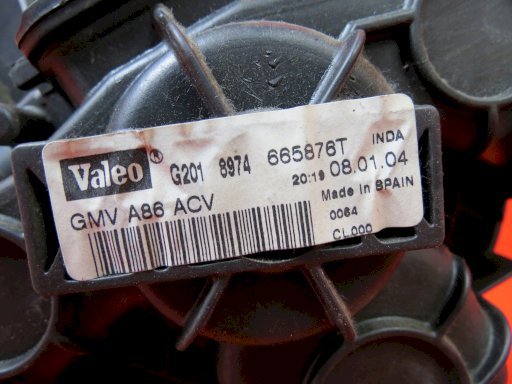 Valeo ® G201 8974 665876T INDA
GMV A86 ACV 20:19 08.01.04
Made in SPAIN
0064
CL000